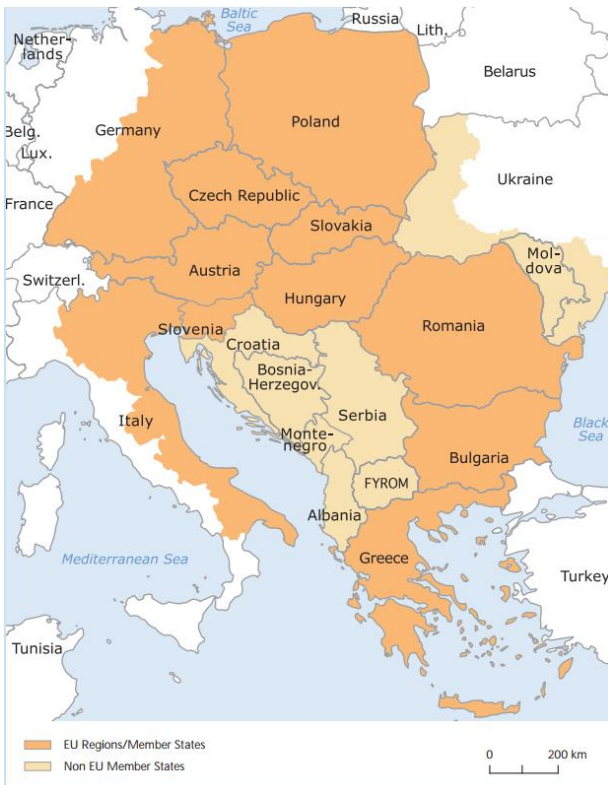 Baltic
Sea
Russia
Lith.
Nether-
lands
Belarus
Belg.
Germany
Poland
Lux.
Ukraine
Czech Republic
France
Slovakia
Mol-
dova
Switzerl.
Austria
Hungary
Romania
Slovenia
Croatia
Bosnia-
Herzegov.
Serbia
Italy
Monte-
negro
Black
Sea
Bulgaria
FYROM
Albania
Mediterranean Sea
Greece
Turkey
Tunisia
EU Regions/Member States
Non EU Member States
0 200 km